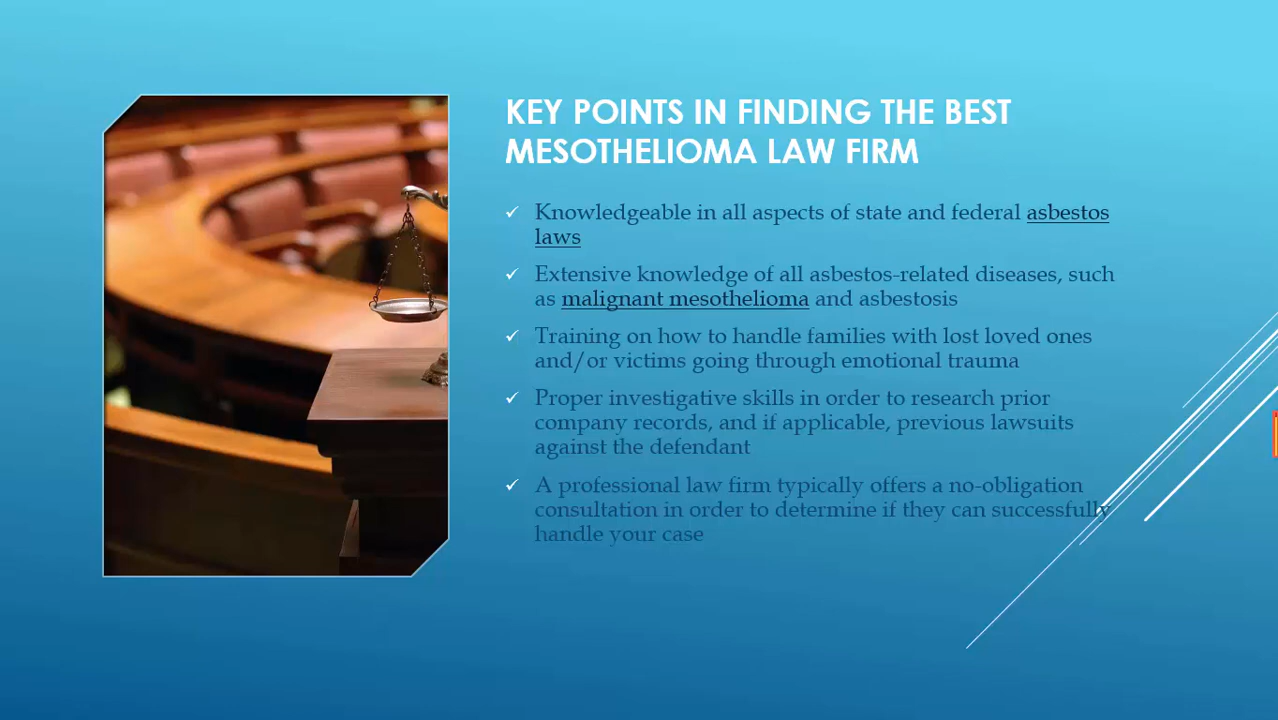 KEY POINTS IN FINDING THE BEST
MESOTHELIOMA LAW FIRM
Knowledgeable in all aspects of state and federal asbestos
laws
Extensive knowledge of all asbestos-related diseases, such
as malignant mesothelioma and asbestosis
Training on how to handle families with lost loved ones
and/or victims going through emotional trauma
Proper investigative skills in order to research prior
company records, and if applicable, previous lawsuits
against the defendant
A professional law firm typically offers a no-obligation
consultation in order to determine if they can successfully
handle your case